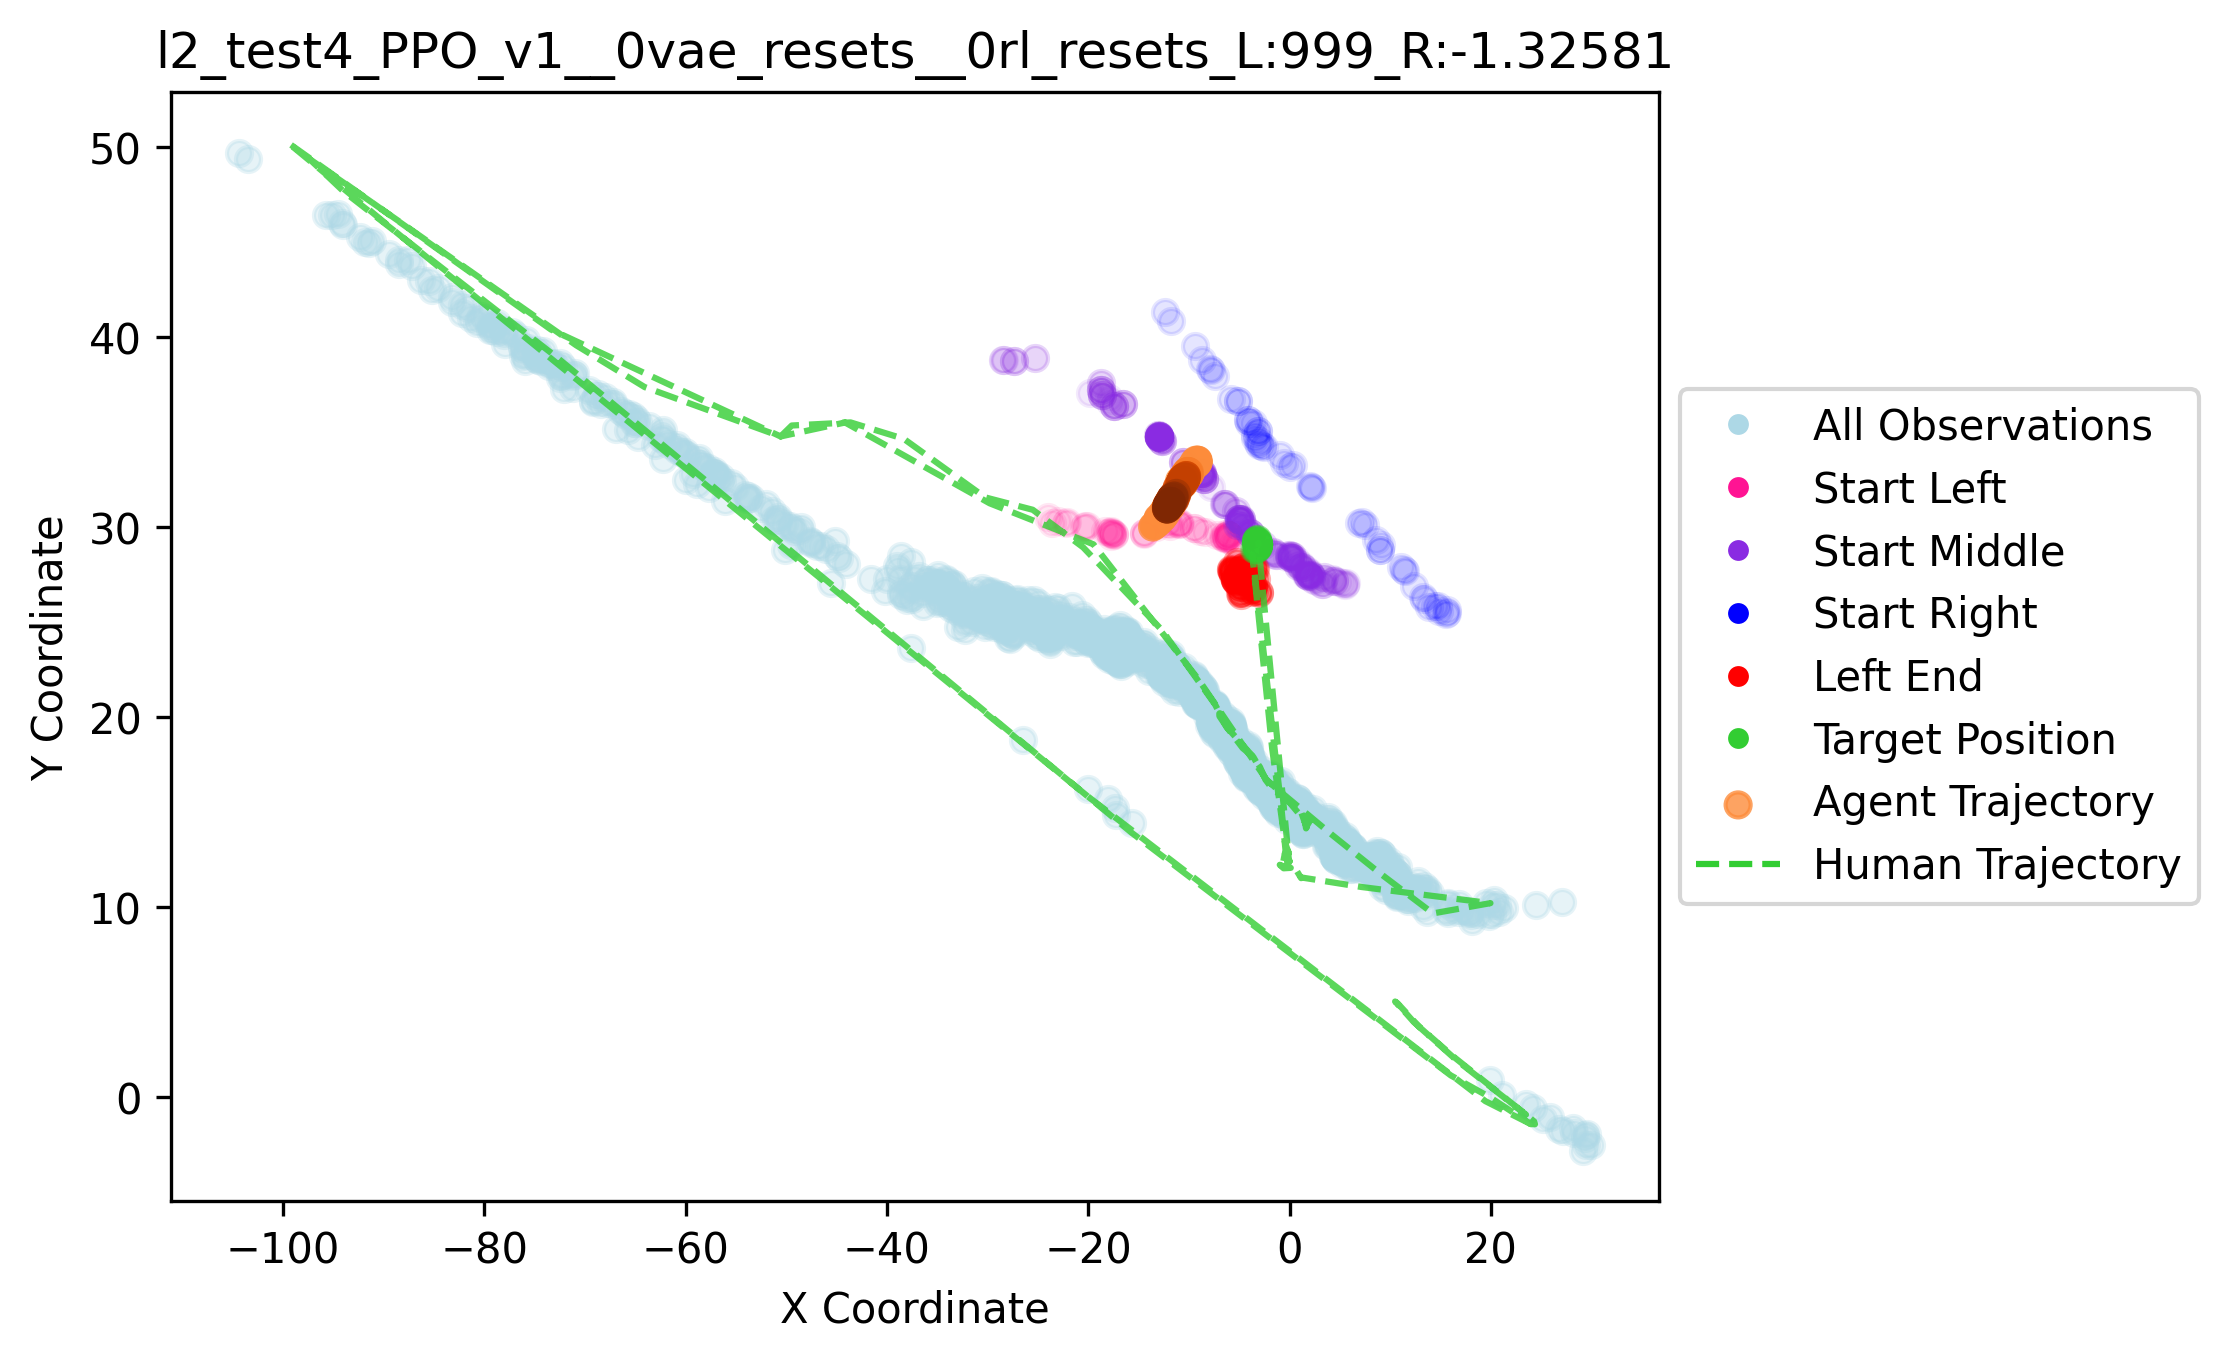 l2_test4_PPO_v1__0vae_resets__0rl_resets_L:999_R:-1.32581
50
40
30
20
10
0
Y Coordinate
−100
−80
−60
−40
−20
0
20
X Coordinate
All Observations
Start Left
Start Middle
Start Right
Left End
Target Position
Agent Trajectory
Human Trajectory